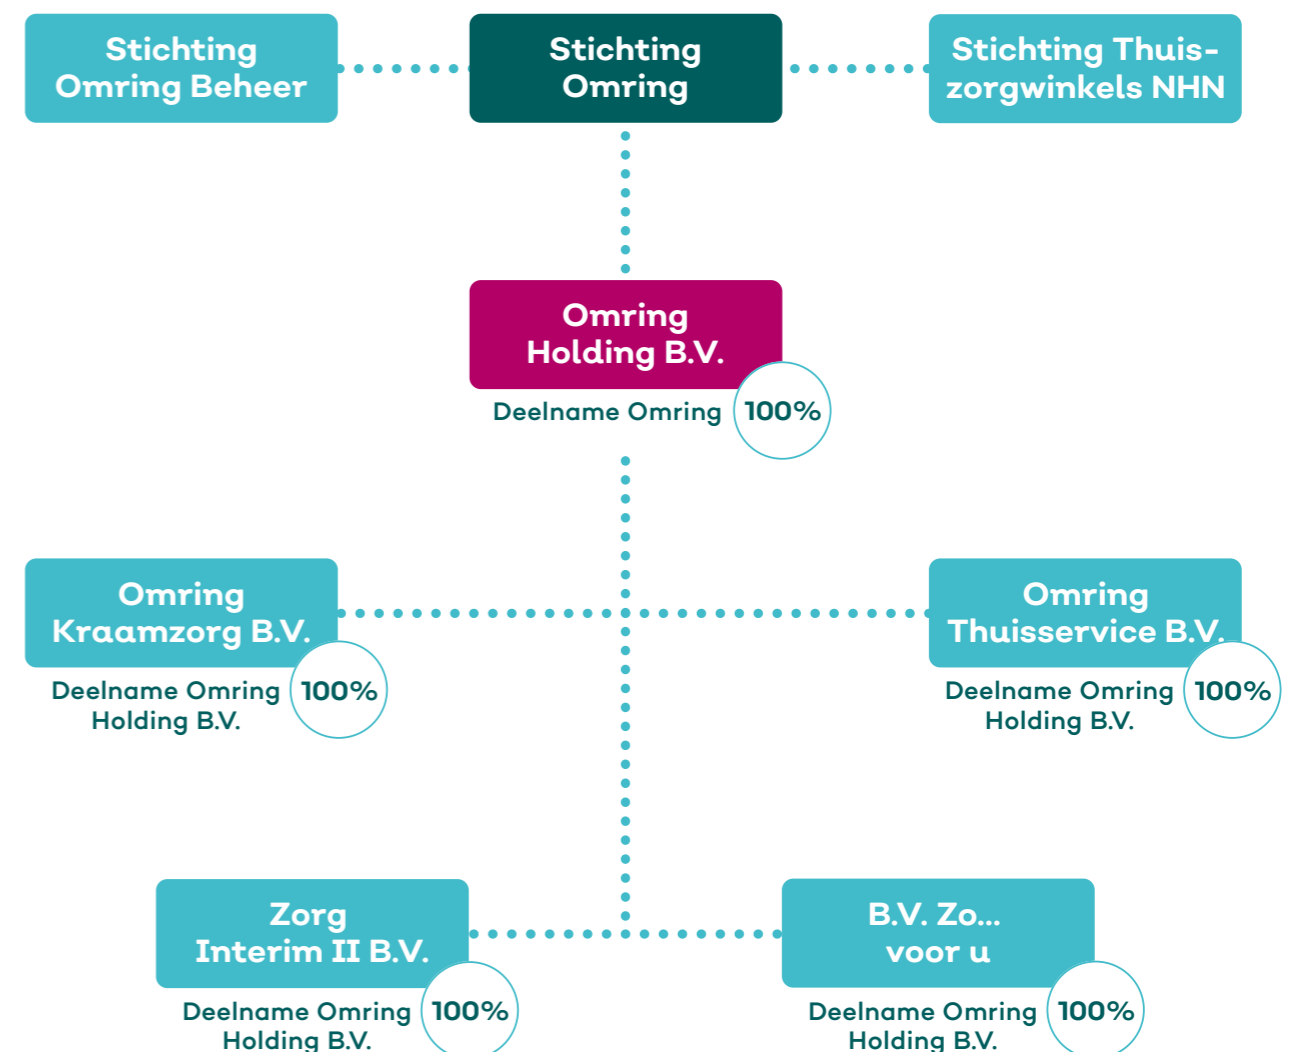 Stichting
Omring Beheer
Stichting
Omring
Stichting Thuis-
zorgwinkels NHN
Omring
Holding B.V.
Deelname Omring 100%
Omring
Kraamzorg B.V.
Deelname Omring 100%
Holding B.V.
Omring
Thuisservice B.V.
Deelname Omring 100%
Holding B.V.
Zorg
Interim II B.V.
Deelname Omring 100%
Holding B.V.
B.V. Zo...
voor u
Deelname Omring 100%
Holding B.V.